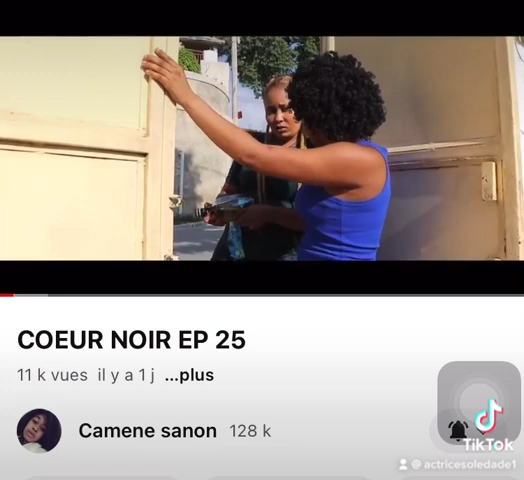 COEUR NOIR EP 25
11 k vues il y a 1 j ...plus
Camene sanon 128 k
TikTok
@actricesoledade1